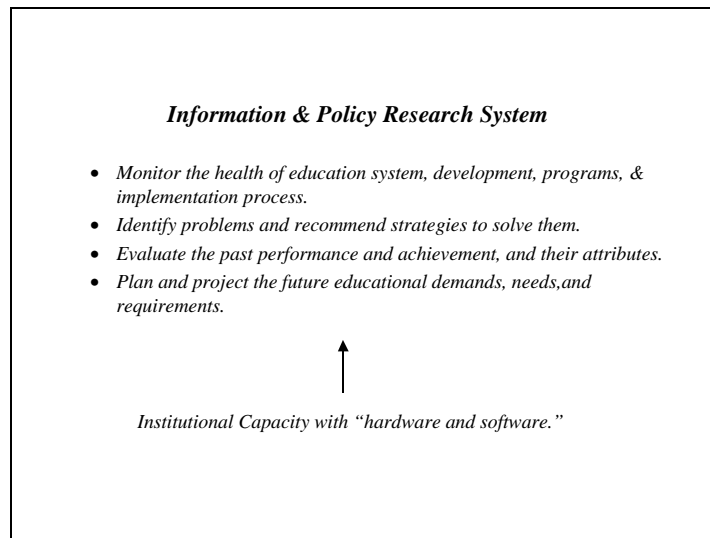 Information & Policy Research System
• Monitor the health of education system, development, programs, &
implementation process.
• Identify problems and recommend strategies to solve them.
• Evaluate the past performance and achievement, and their attributes.
• Plan and project the future educational demands, needs,and
requirements.
Institutional Capacity with “hardware and software.”